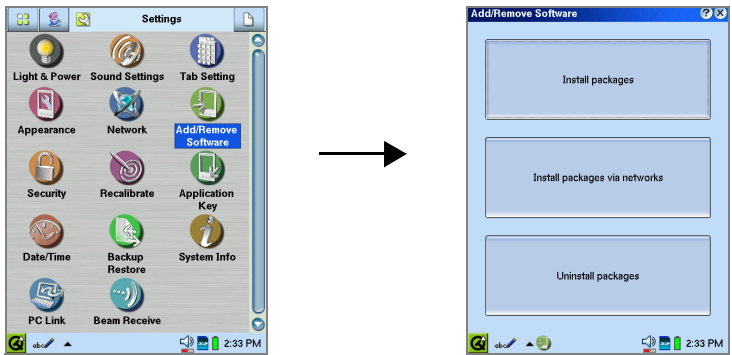 Settings
Light & Power Sound Settings Tab Setting
Appearance Network Add/Remove
Software
Security Recalibrate Application
Key
Date/Time Backup System Info
Restore
PC Link Beam Receive
abc 2:33 PM
Add/Remove Software ? X
Install packages
Install packages via networks
Uninstall packages
abc 2:33 PM